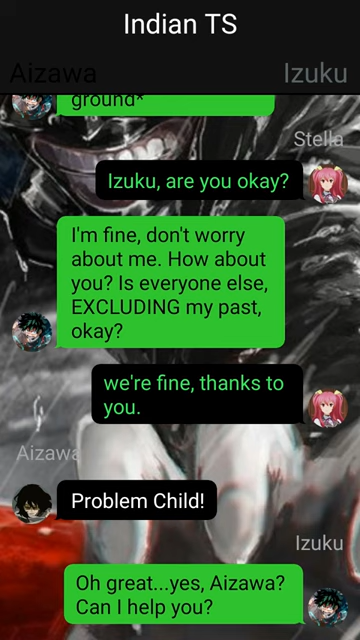 Indian TS
Aizawa
Izuku
ground*
Stella
Izuku, are you okay?
I'm fine, don't worry
about me. How about
you? Is everyone else,
EXCLUDING my past,
okay?
we're fine, thanks to
you.
Aizawa
Problem Child!
Izuku
Oh great...yes, Aizawa?
Can I help you?